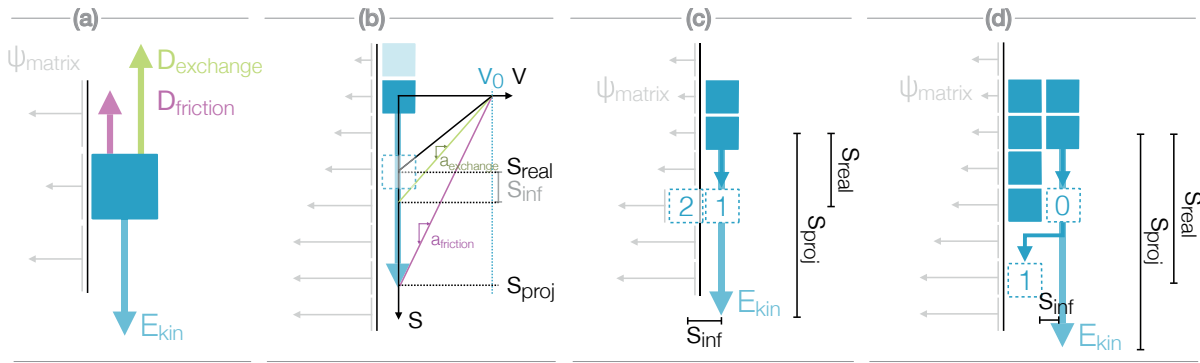 (a)
ψmatrix
Dexchange
Dfriction
Ekin
(b)
V0 V
aexchange
Sreal
Sinf
afriction
Sproj
S
(c)
ψmatrix
2 1
Sreal
Sproj
Ekin
Sinf
(d)
ψmatrix
0
1
Sreal
Sproj
Sinf
Ekin